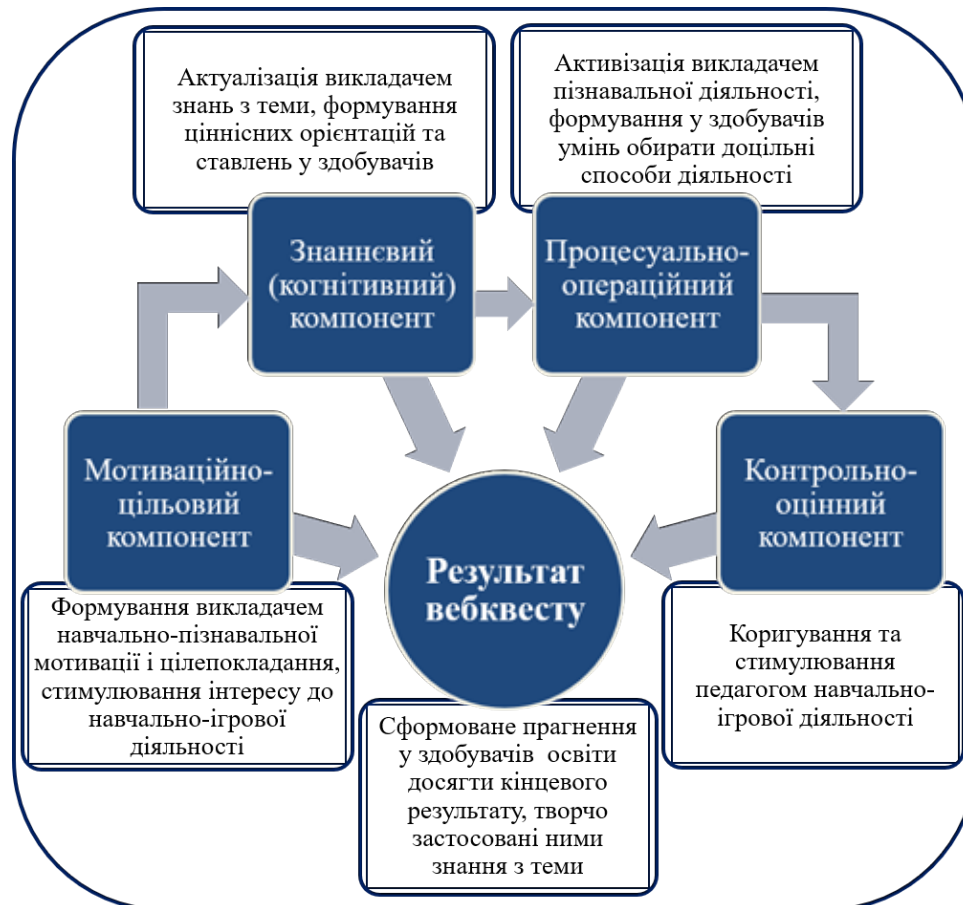 Актуалізація викладачем
знань з теми, формування
ціннісних орієнтацій та
ставлень у здобувачів
Активізація викладачем
пізнавальної діяльності,
формування у здобувачів
умінь обирати доцільні
способи діяльності
Знаннєвий
(когнітивний)
компонент
Процесуально-
операційний
компонент
Мотиваційно-
цільовий
компонент
Контрольно-
оцінний
компонент
Результат
вебквесту
Формування викладачем
навчально-пізнавальної
мотивації і цілепокладання,
стимулювання інтересу до
навчально-ігрової
діяльності
Коригування та
стимулювання
педагогом навчально-
ігрової діяльності
Сформоване прагнення
у здобувачів освіти
досягти кінцевого
результату, творчо
застосовані ними
знання з теми